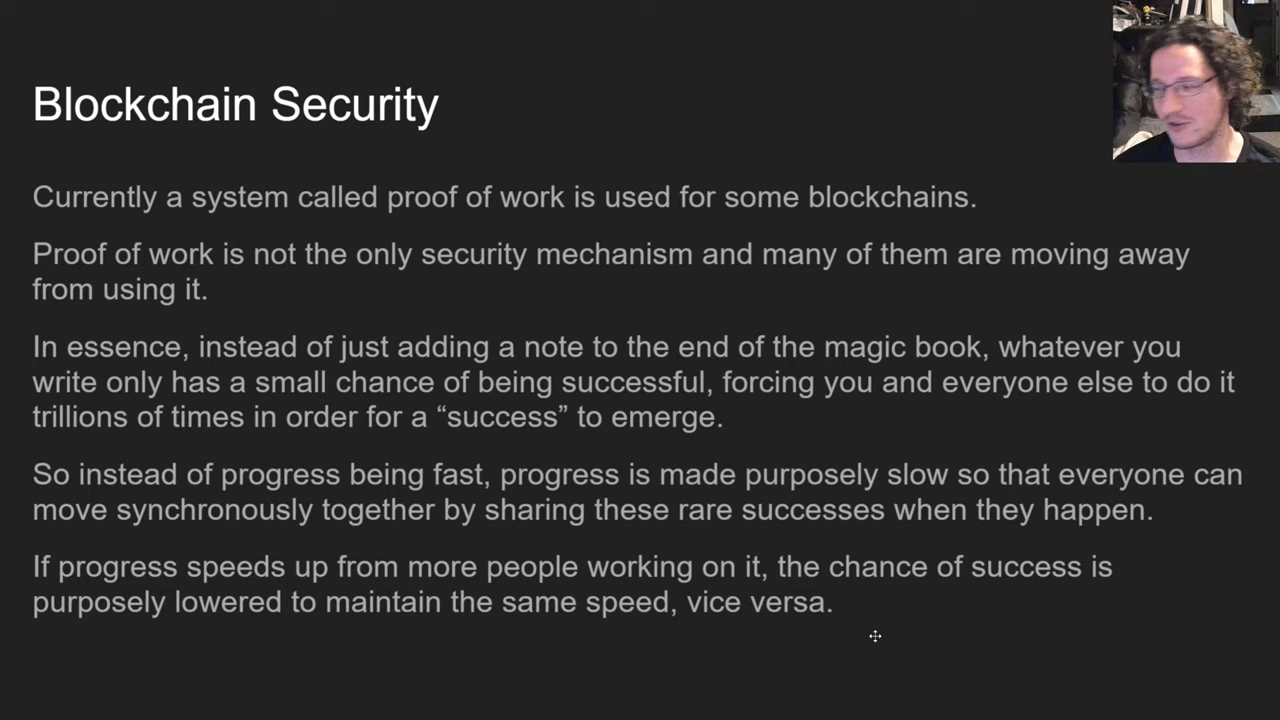 Blockchain Security
Currently a system called proof of work is used for some blockchains.
Proof of work is not the only security mechanism and many of them are moving away
from using it.
In essence, instead of just adding a note to the end of the magic book, whatever you
write only has a small chance of being successful, forcing you and everyone else to do it
trillions of times in order for a “success” to emerge.
So instead of progress being fast, progress is made purposely slow so that everyone can
move synchronously together by sharing these rare successes when they happen.
If progress speeds up from more people working on it, the chance of success is
purposely lowered to maintain the same speed, vice versa.